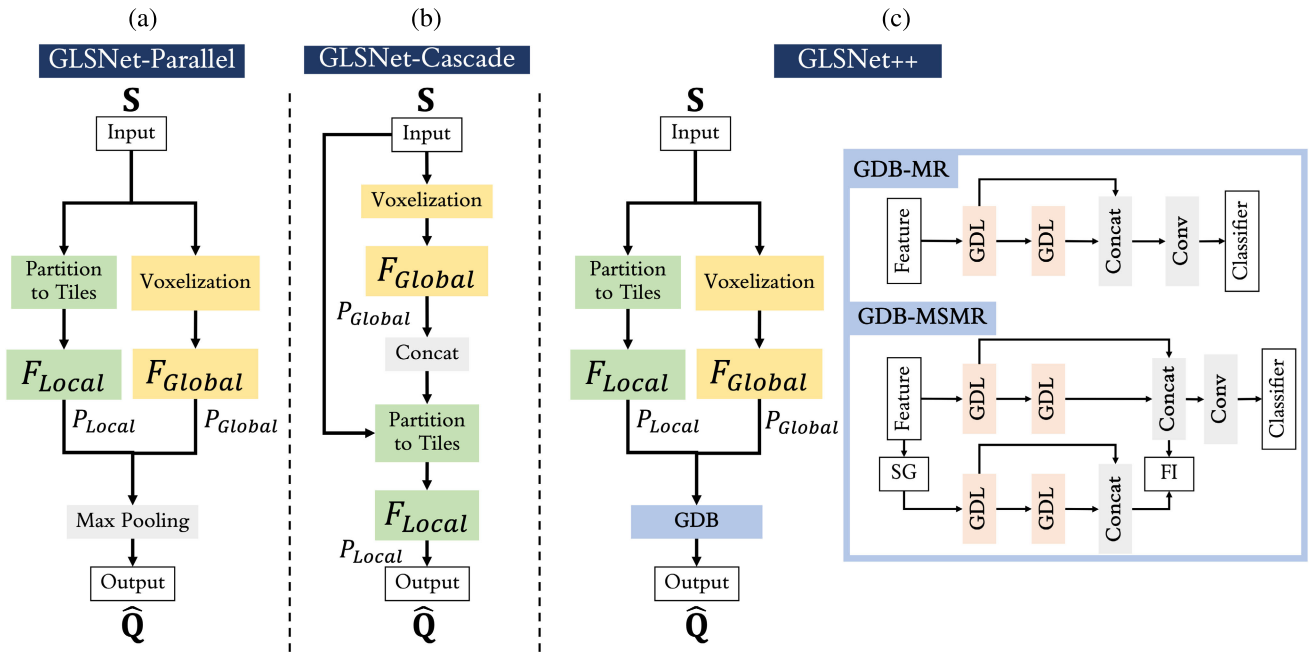 (a)
GLSNet-Parallel
S
Input
Partition
to Tiles
Voxelization
F_Local
F_Global
P_Local
P_Global
Max Pooling
Output
Q̂
(b)
GLSNet-Cascade
S
Input
Voxelization
F_Global
P_Global
Concat
Partition
to Tiles
F_Local
P_Local
Output
Q̂
(c)
GLSNet++
S
Input
Partition
to Tiles
Voxelization
F_Local
F_Global
P_Local
P_Global
GDB
Output
Q̂
GDB-MR
Feature
GDL
GDL
Concat
Conv
Classifier
GDB-MSMR
Feature
GDL
GDL
Concat
Conv
Classifier
SG
GDL
GDL
Concat
FI